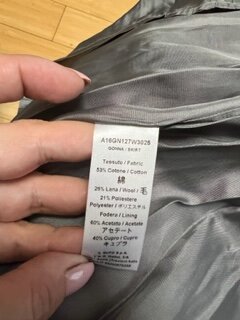 A16GN127W3826
GONNA / SKIRT
Tessuto / Fabric
53% Cotone / Cotton
綿
26% Lana / Wool / 毛
21% Poliestere
Polyester / ポリエステル
Fodera / Lining
60% Acetato / Acetate
アセテート
40% Cupro / Cupro
キュプラ